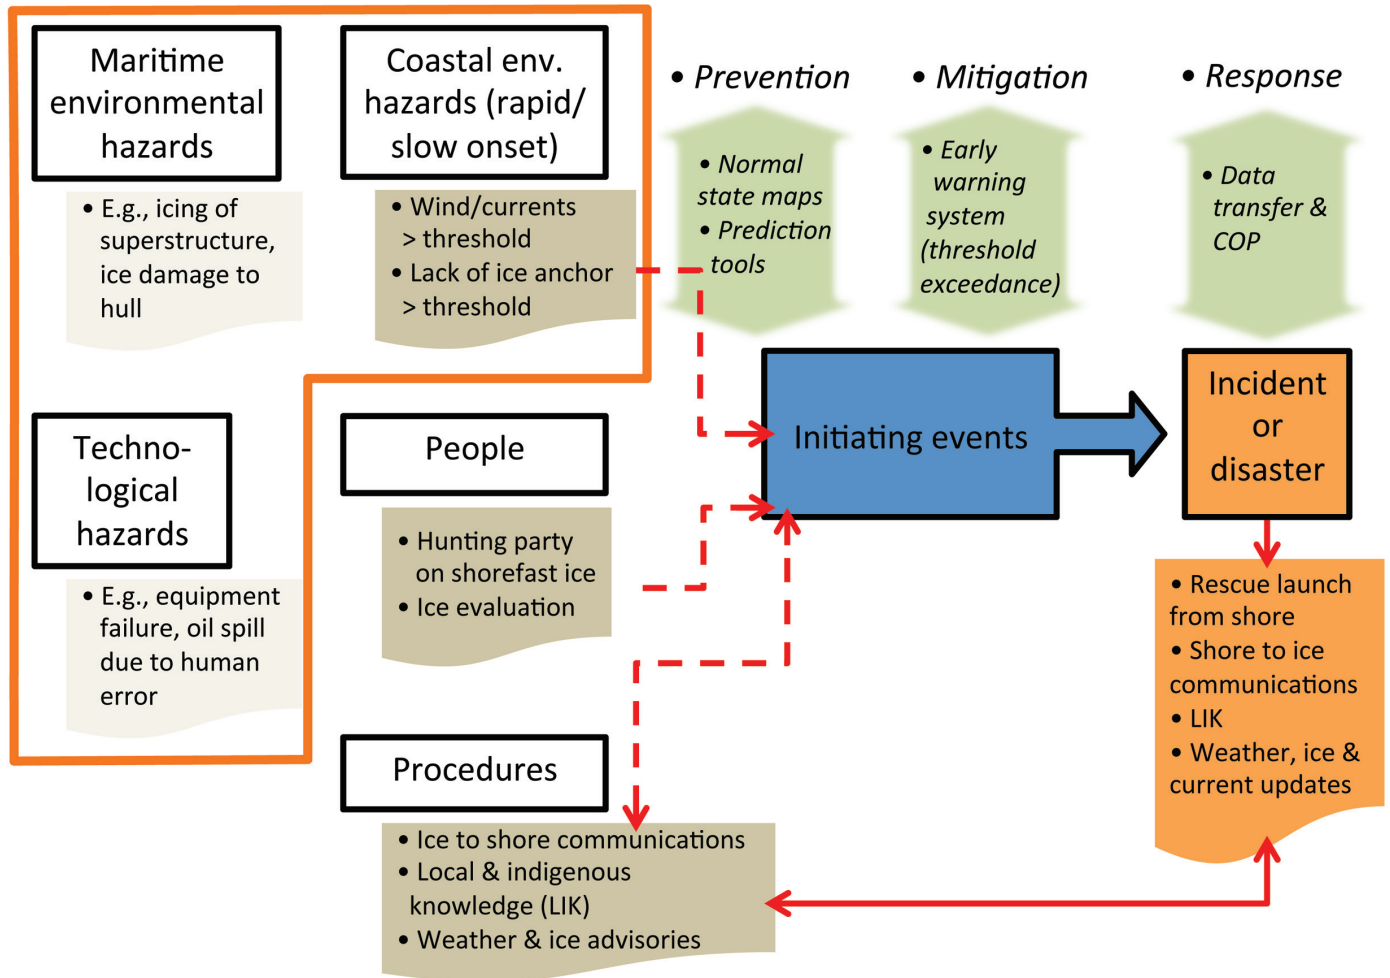 Maritime
environmental
hazards
• E.g., icing of
superstructure,
ice damage to
hull
Coastal env.
hazards (rapid/
slow onset)
• Wind/currents
> threshold
• Lack of ice anchor
> threshold
• Prevention
• Normal
state maps
• Prediction
tools
• Mitigation
• Early
warning
system
(threshold
exceedance)
• Response
• Data
transfer &
COP
Techno-
logical
hazards
• E.g., equipment
failure, oil spill
due to human
error
People
• Hunting party
on shorefast ice
• Ice evaluation
Initiating events
Incident
or
disaster
• Rescue launch
from shore
• Shore to ice
communications
• LIK
• Weather, ice &
current updates
Procedures
• Ice to shore communications
• Local & indigenous
knowledge (LIK)
• Weather & ice advisories